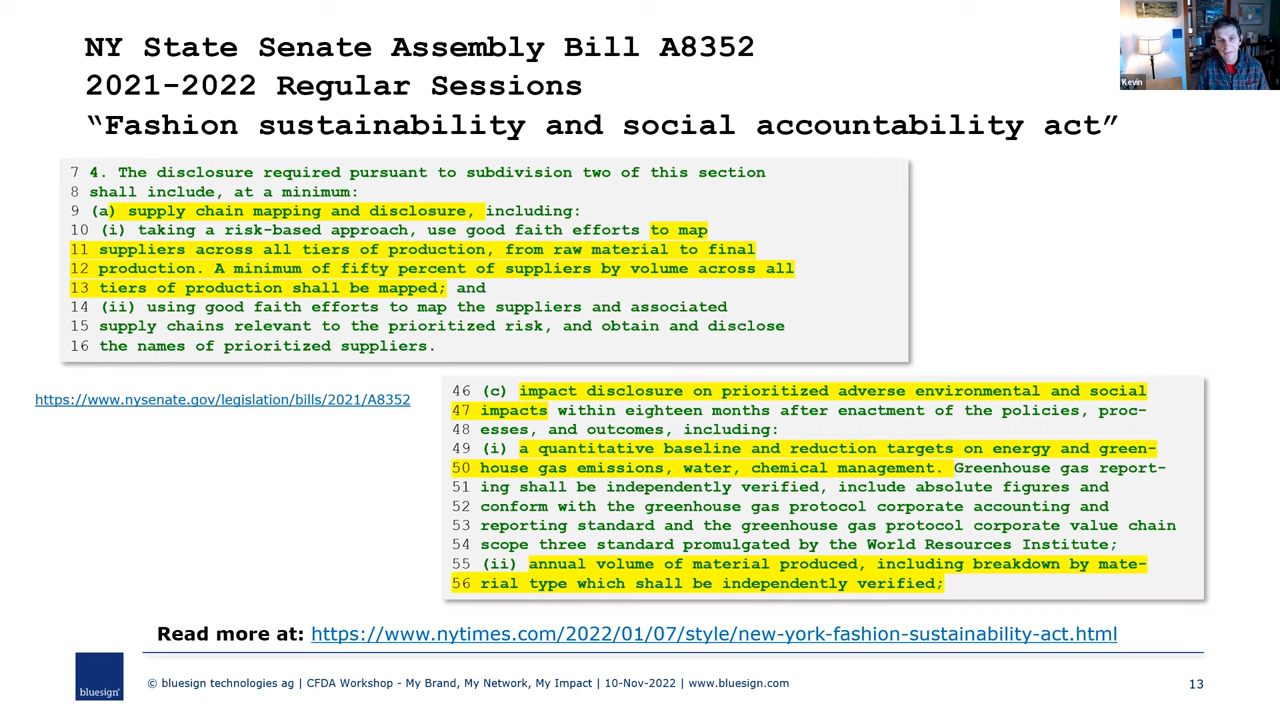 NY State Senate Assembly Bill A8352
2021-2022 Regular Sessions
“Fashion sustainability and social accountability act”
Kevin
7 4. The disclosure required pursuant to subdivision two of this section
8 shall include, at a minimum:
9 (a) supply chain mapping and disclosure, including:
10 (i) taking a risk-based approach, use good faith efforts to map
11 suppliers across all tiers of production, from raw material to final
12 production. A minimum of fifty percent of suppliers by volume across all
13 tiers of production shall be mapped; and
14 (ii) using good faith efforts to map the suppliers and associated
15 supply chains relevant to the prioritized risk, and obtain and disclose
16 the names of prioritized suppliers.
https://www.nysenate.gov/legislation/bills/2021/A8352
46 (c) impact disclosure on prioritized adverse environmental and social
47 impacts within eighteen months after enactment of the policies, proc-
48 esses, and outcomes, including:
49 (i) a quantitative baseline and reduction targets on energy and green-
50 house gas emissions, water, chemical management. Greenhouse gas report-
51 ing shall be independently verified, include absolute figures and
52 conform with the greenhouse gas protocol corporate accounting and
53 reporting standard and the greenhouse gas protocol corporate value chain
54 scope three standard promulgated by the World Resources Institute;
55 (ii) annual volume of material produced, including breakdown by mate-
56 rial type which shall be independently verified;
Read more at: https://www.nytimes.com/2022/01/07/style/new-york-fashion-sustainability-act.html
bluesign®
© bluesign technologies ag | CFDA Workshop - My Brand, My Network, My Impact | 10-Nov-2022 | www.bluesign.com
13